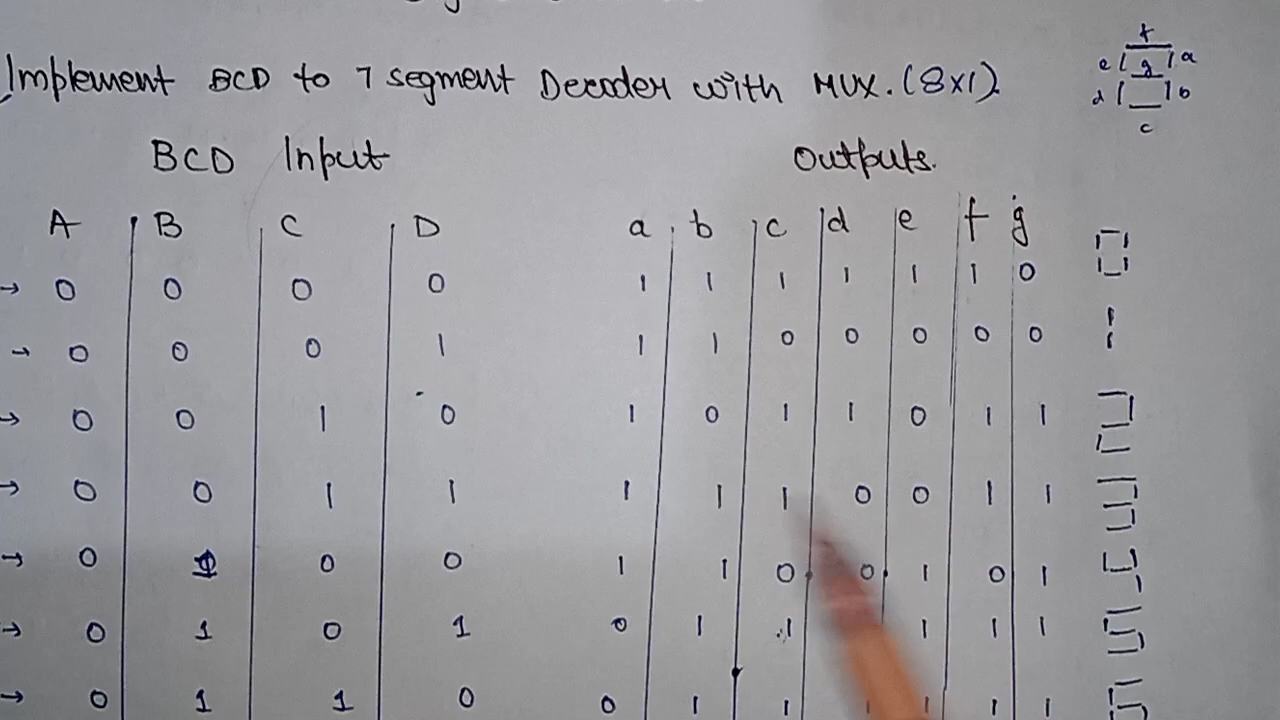 Implement BCD to 7 segment Decoder with MUX. (8x1)
f
e g a
d b
c
BCD Input Outputs.
A B C D a b c d e f g
→ 0 0 0 0 1 1 1 1 1 1 0
→ 0 0 0 1 1 1 0 0 0 0 0
→ 0 0 1 0 1 0 1 1 0 1 1
→ 0 0 1 1 1 1 1 0 0 1 1
→ 0 1 0 0 1 1 0 0 1 0 1
→ 0 1 0 1 0 1 1 1 1 1
→ 0 1 1 0 0 1 1 1 1 1 1